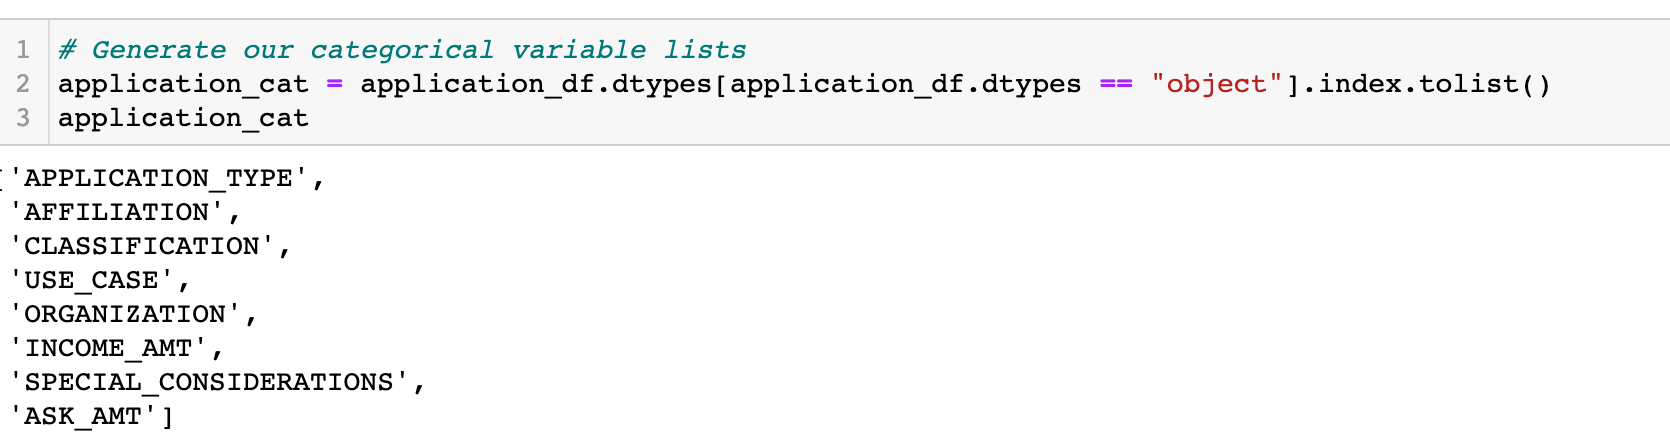 1 # Generate our categorical variable lists
2 application_cat = application_df.dtypes[application_df.dtypes == "object"].index.tolist()
3 application_cat
['APPLICATION_TYPE',
'AFFILIATION',
'CLASSIFICATION',
'USE_CASE',
'ORGANIZATION',
'INCOME_AMT',
'SPECIAL_CONSIDERATIONS',
'ASK_AMT']